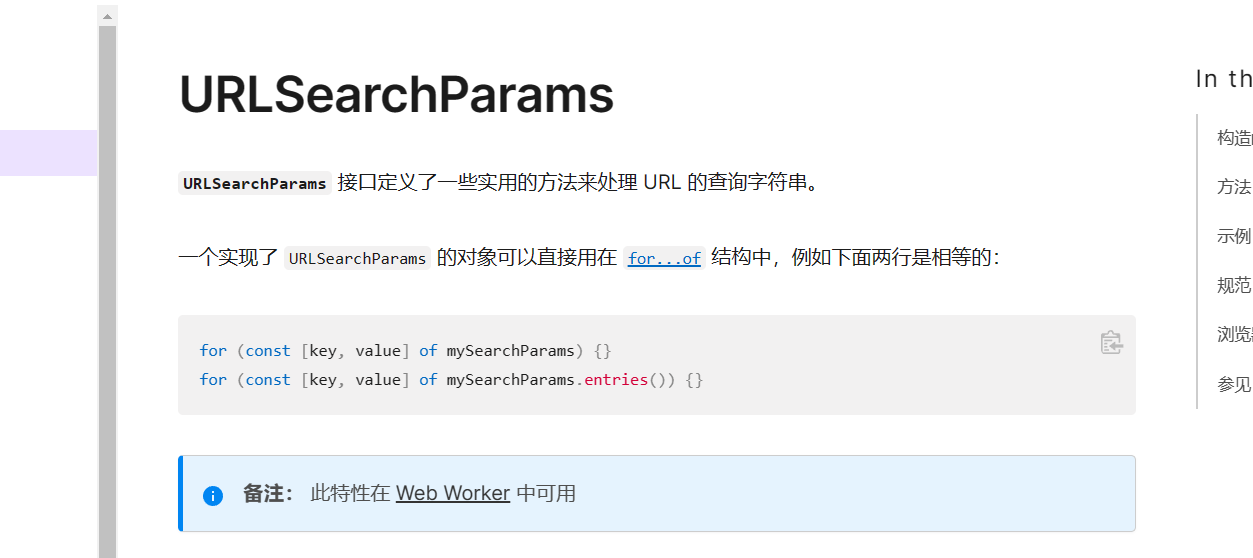 URLSearchParams
URLSearchParams 接口定义了一些实用的方法来处理 URL 的查询字符串。
一个实现了 URLSearchParams 的对象可以直接用在 for...of 结构中，例如下面两行是相等的：
for (const [key, value] of mySearchParams) {}
for (const [key, value] of mySearchParams.entries()) {}
备注： 此特性在 Web Worker 中可用
In th
构造
方法
示例
规范
浏览
参见